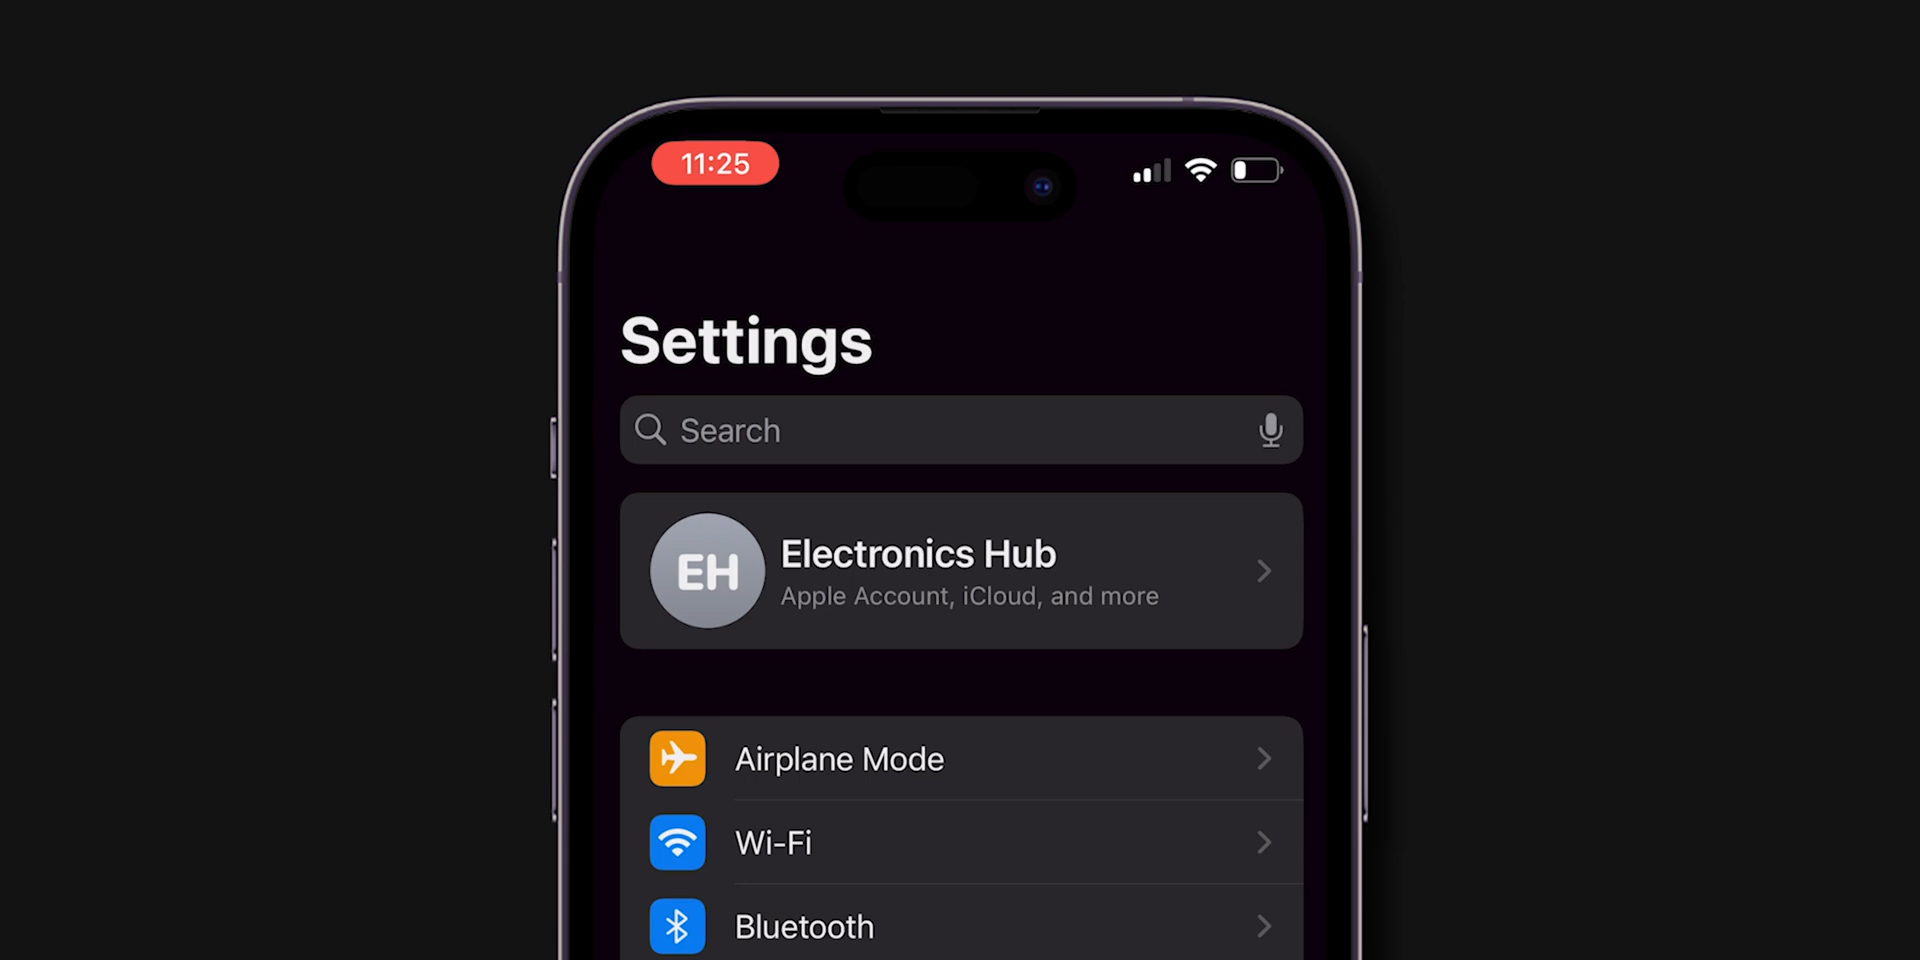 11:25
Settings
Search
EH
Electronics Hub
Apple Account, iCloud, and more
Airplane Mode
Wi-Fi
Bluetooth